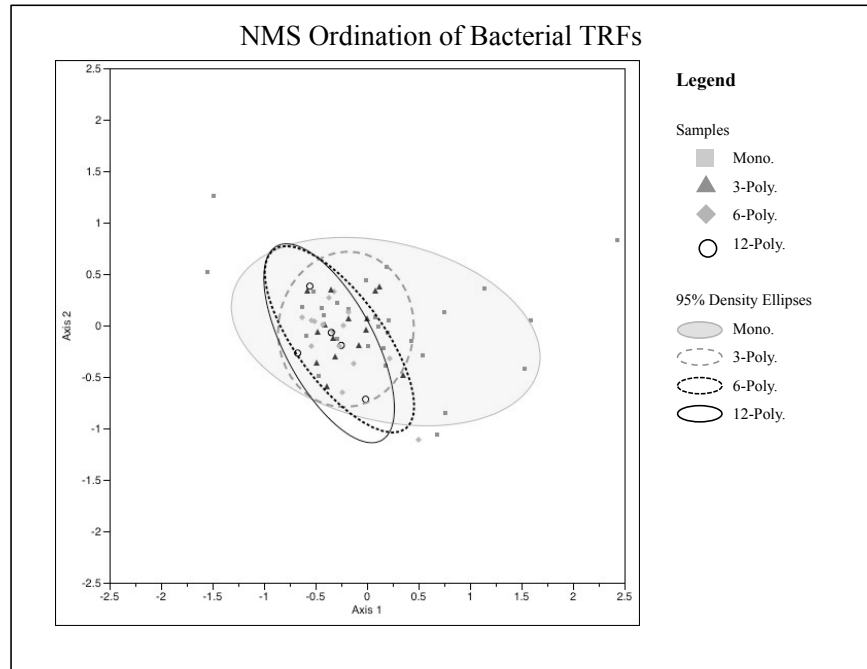 NMS Ordination of Bacterial TRFs
2.5
2
1.5
1
0.5
0
-0.5
-1
-1.5
-2
-2.5
Axis 2
-2.5 -2 -1.5 -1 -0.5 0 0.5 1 1.5 2 2.5
Axis 1
Legend
Samples
Mono.
3-Poly.
6-Poly.
12-Poly.
95% Density Ellipses
Mono.
3-Poly.
6-Poly.
12-Poly.